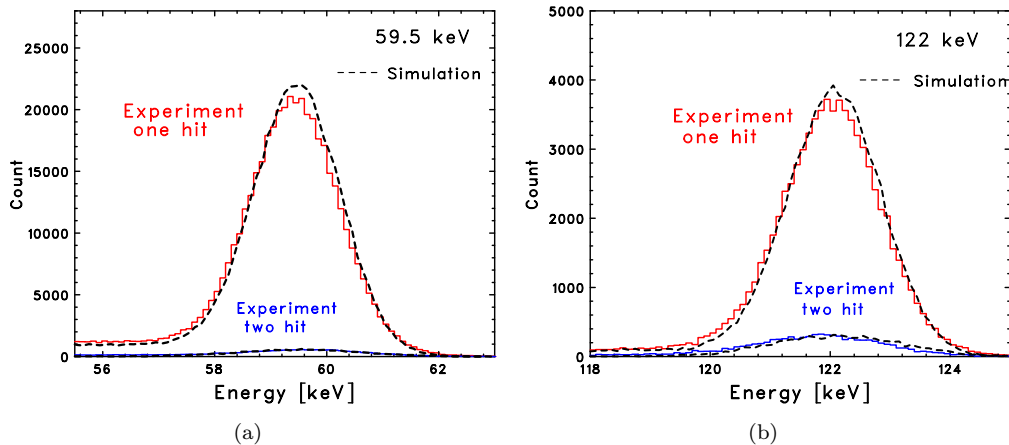 59.5 keV
Simulation
Experiment
one hit
Experiment
two hit
Count
25000
20000
15000
10000
5000
0
56
58
60
62
Energy [keV]
(a)
122 keV
Simulation
Experiment
one hit
Experiment
two hit
Count
5000
4000
3000
2000
1000
0
118
120
122
124
Energy [keV]
(b)